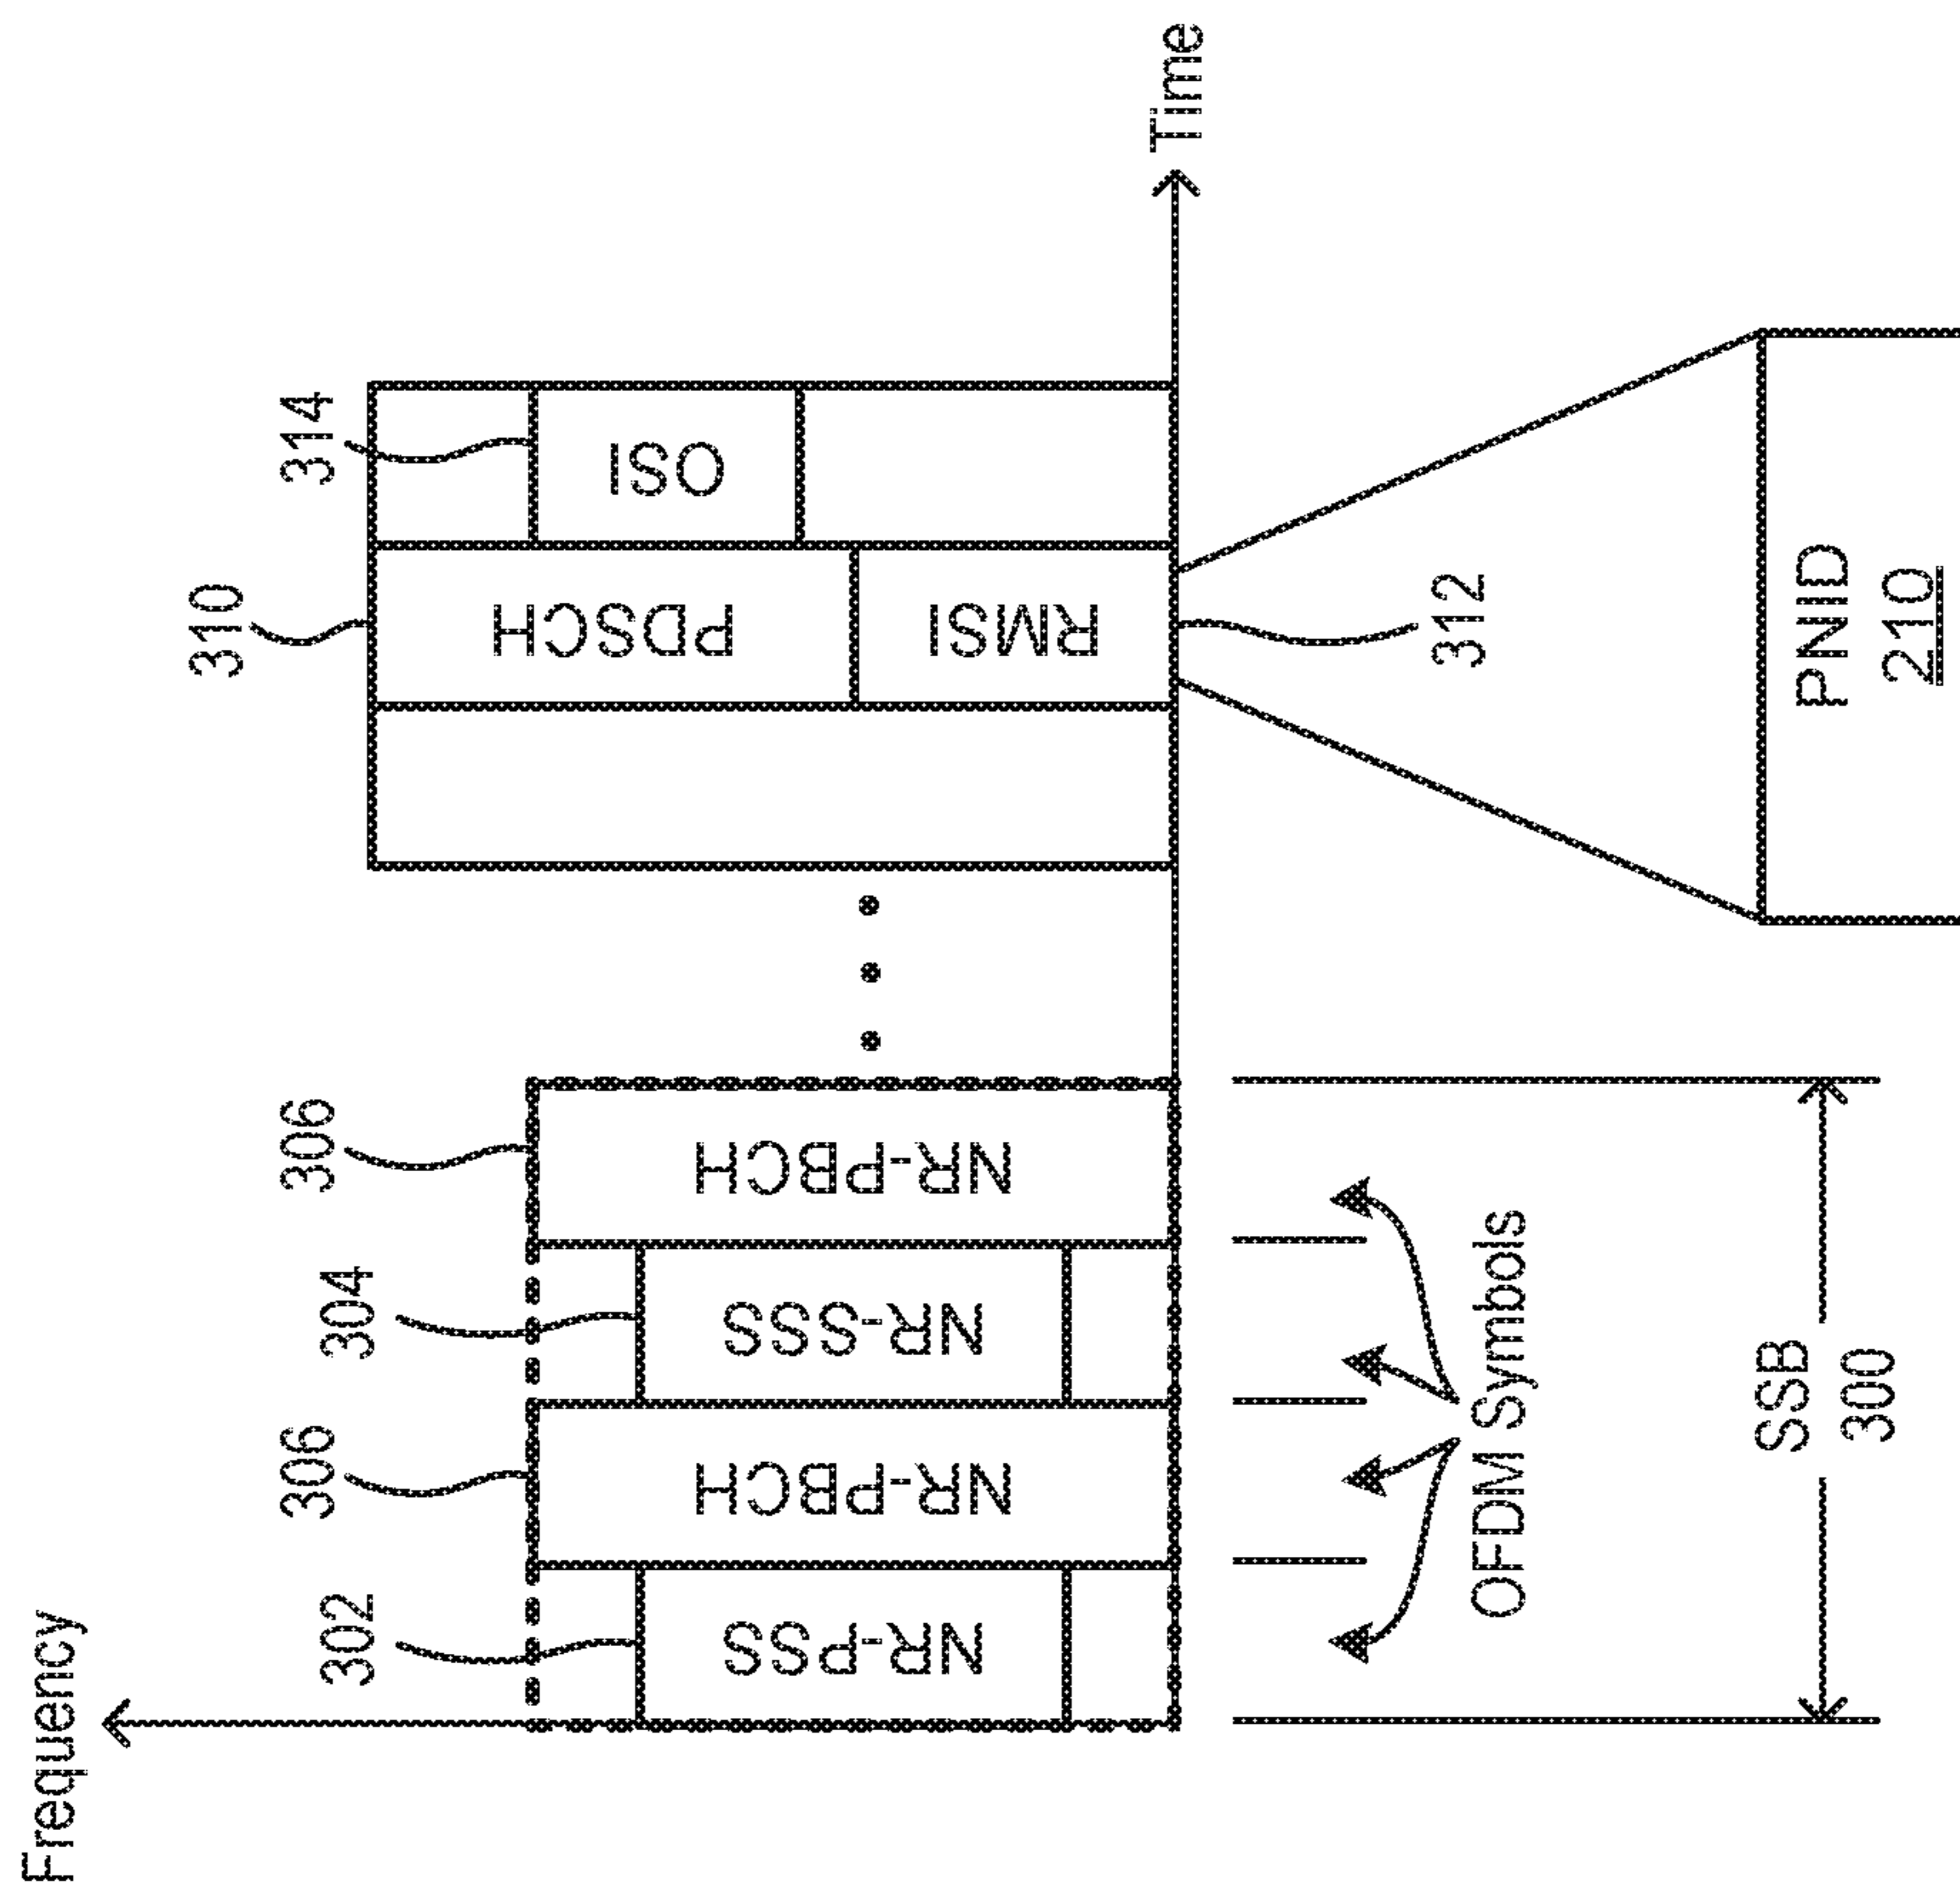 Frequency
302
306
304
306
310
314
NR-PSS
NR-PBCH
NR-SSS
NR-PBCH
PDSCH
OSI
RMSI
Time
312
OFDM Symbols
SSB
300
PNID
210